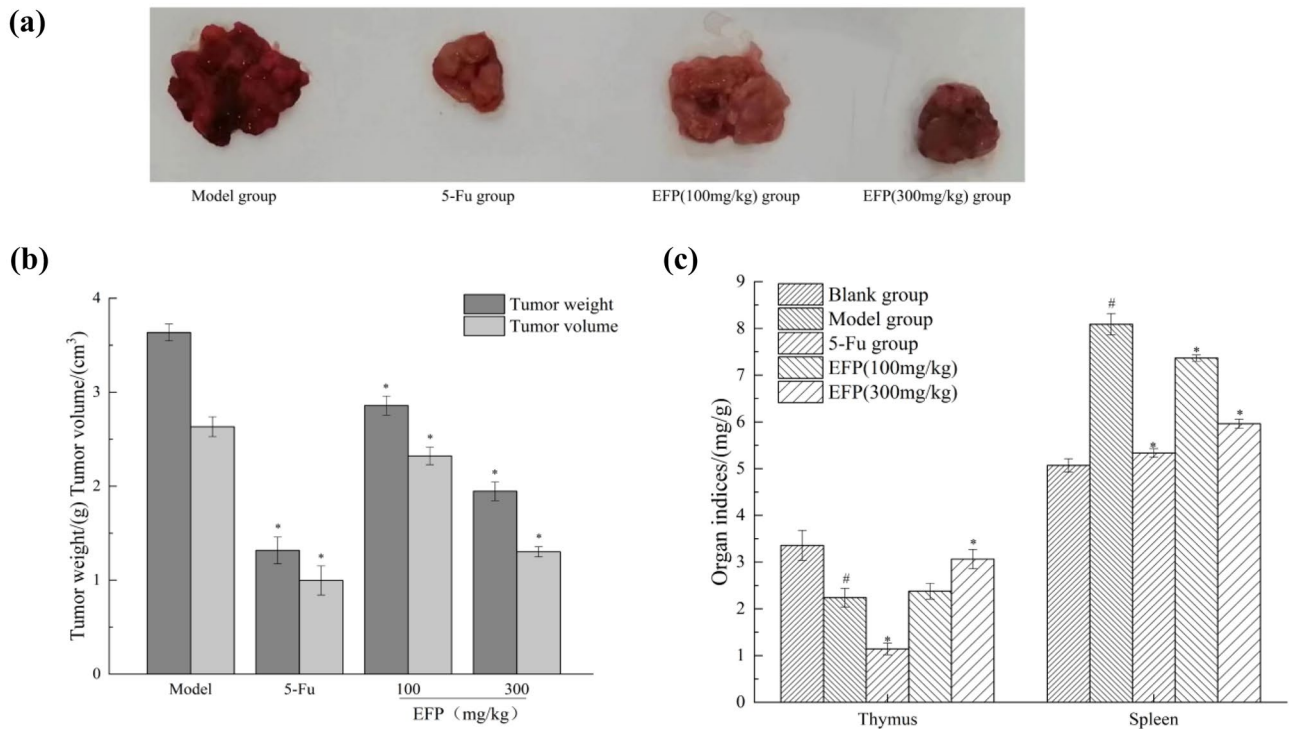 (a)
Model group
5-Fu group
EFP(100mg/kg) group
EFP(300mg/kg) group
(b)
Tumor weight/(g) Tumor volume/(cm³)
4
3
2
1
0
Tumor weight
Tumor volume
*
*
*
*
*
*
Model
5-Fu
100
300
EFP（mg/kg）
(c)
Organ indices/(mg/g)
9
8
7
6
5
4
3
2
1
0
Blank group
Model group
5-Fu group
EFP(100mg/kg)
EFP(300mg/kg)
#
*
*
#
*
*
*
Thymus
Spleen